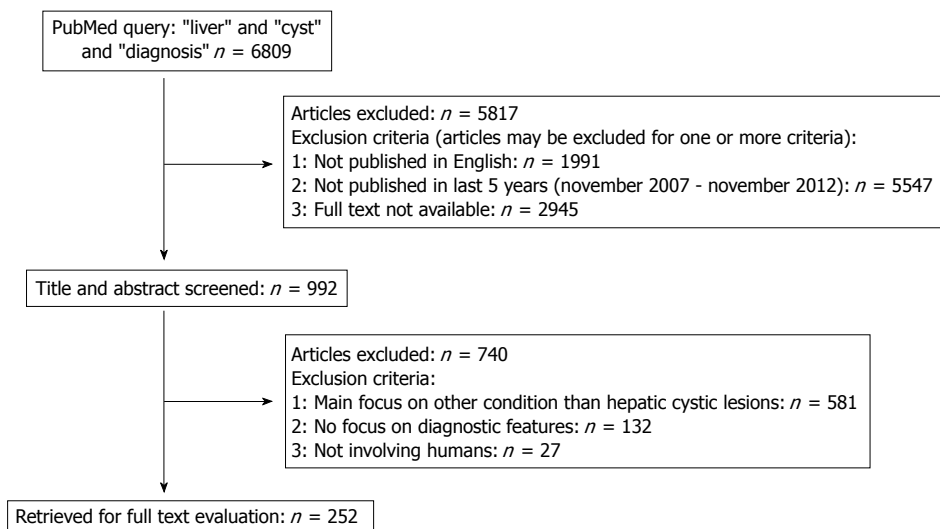 PubMed query: "liver" and "cyst"
and "diagnosis" n = 6809
Articles excluded: n = 5817
Exclusion criteria (articles may be excluded for one or more criteria):
1: Not published in English: n = 1991
2: Not published in last 5 years (november 2007 - november 2012): n = 5547
3: Full text not available: n = 2945
Title and abstract screened: n = 992
Articles excluded: n = 740
Exclusion criteria:
1: Main focus on other condition than hepatic cystic lesions: n = 581
2: No focus on diagnostic features: n = 132
3: Not involving humans: n = 27
Retrieved for full text evaluation: n = 252